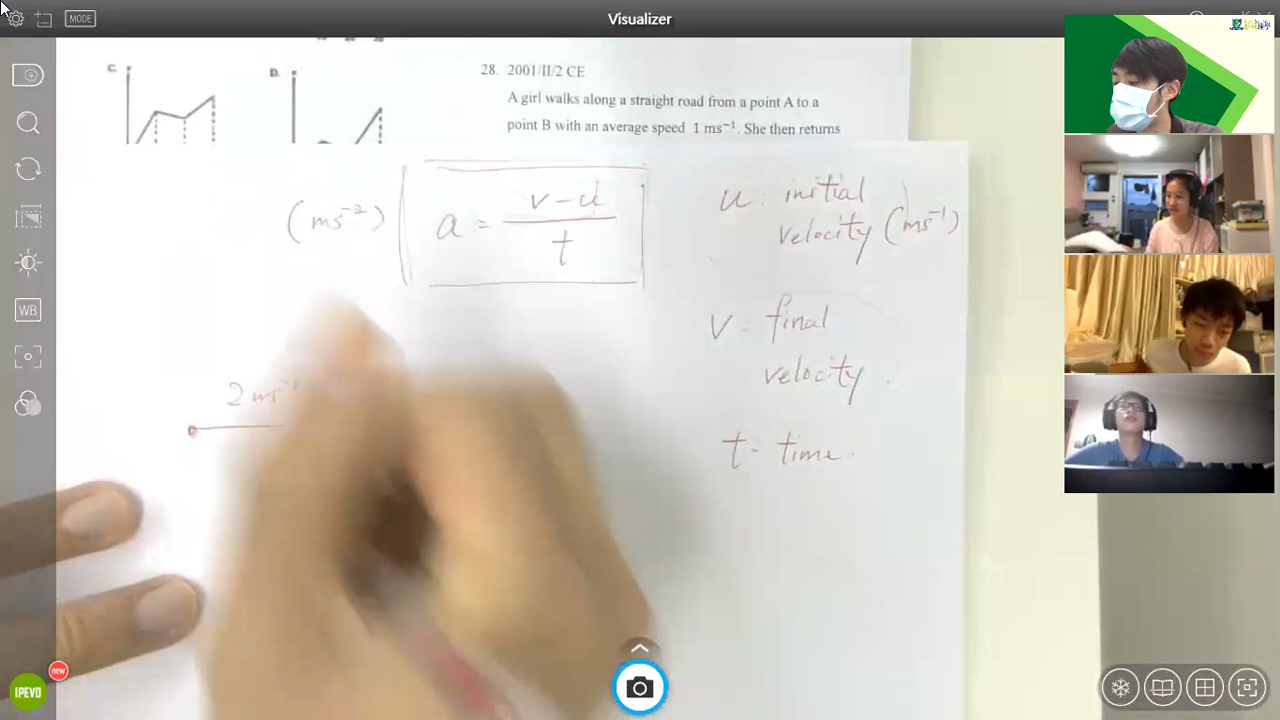 MODE
Visualizer
C.
D.
28. 2001/II/2 CE
A girl walks along a straight road from a point A to a
point B with an average speed 1 ms⁻¹. She then returns
(ms⁻²)
a = v-u / t
u : initial
velocity (ms⁻¹)
v = final
velocity.
t - time.
2 ms⁻¹
WB
new
IPEVO